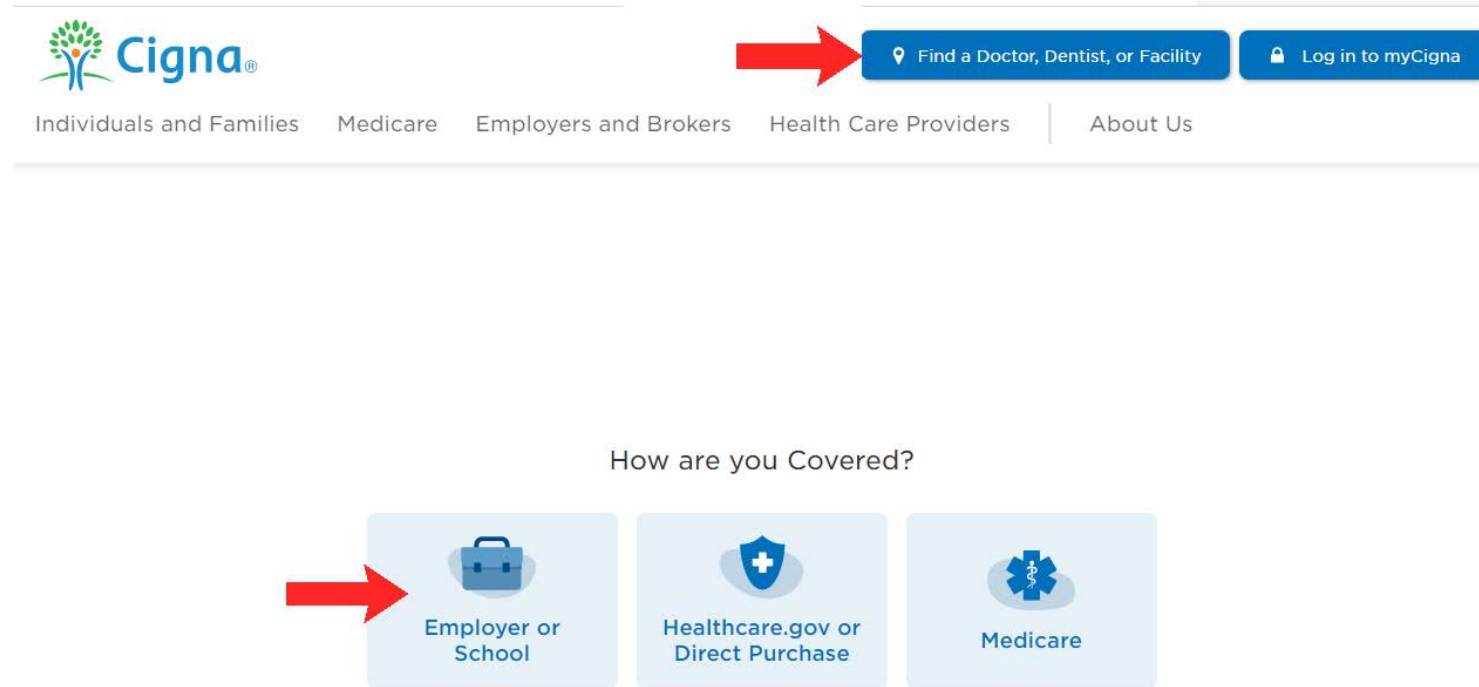 Cigna®
Find a Doctor, Dentist, or Facility
Log in to myCigna
Individuals and Families Medicare Employers and Brokers Health Care Providers About Us
How are you Covered?
Employer or
School
Healthcare.gov or
Direct Purchase
Medicare